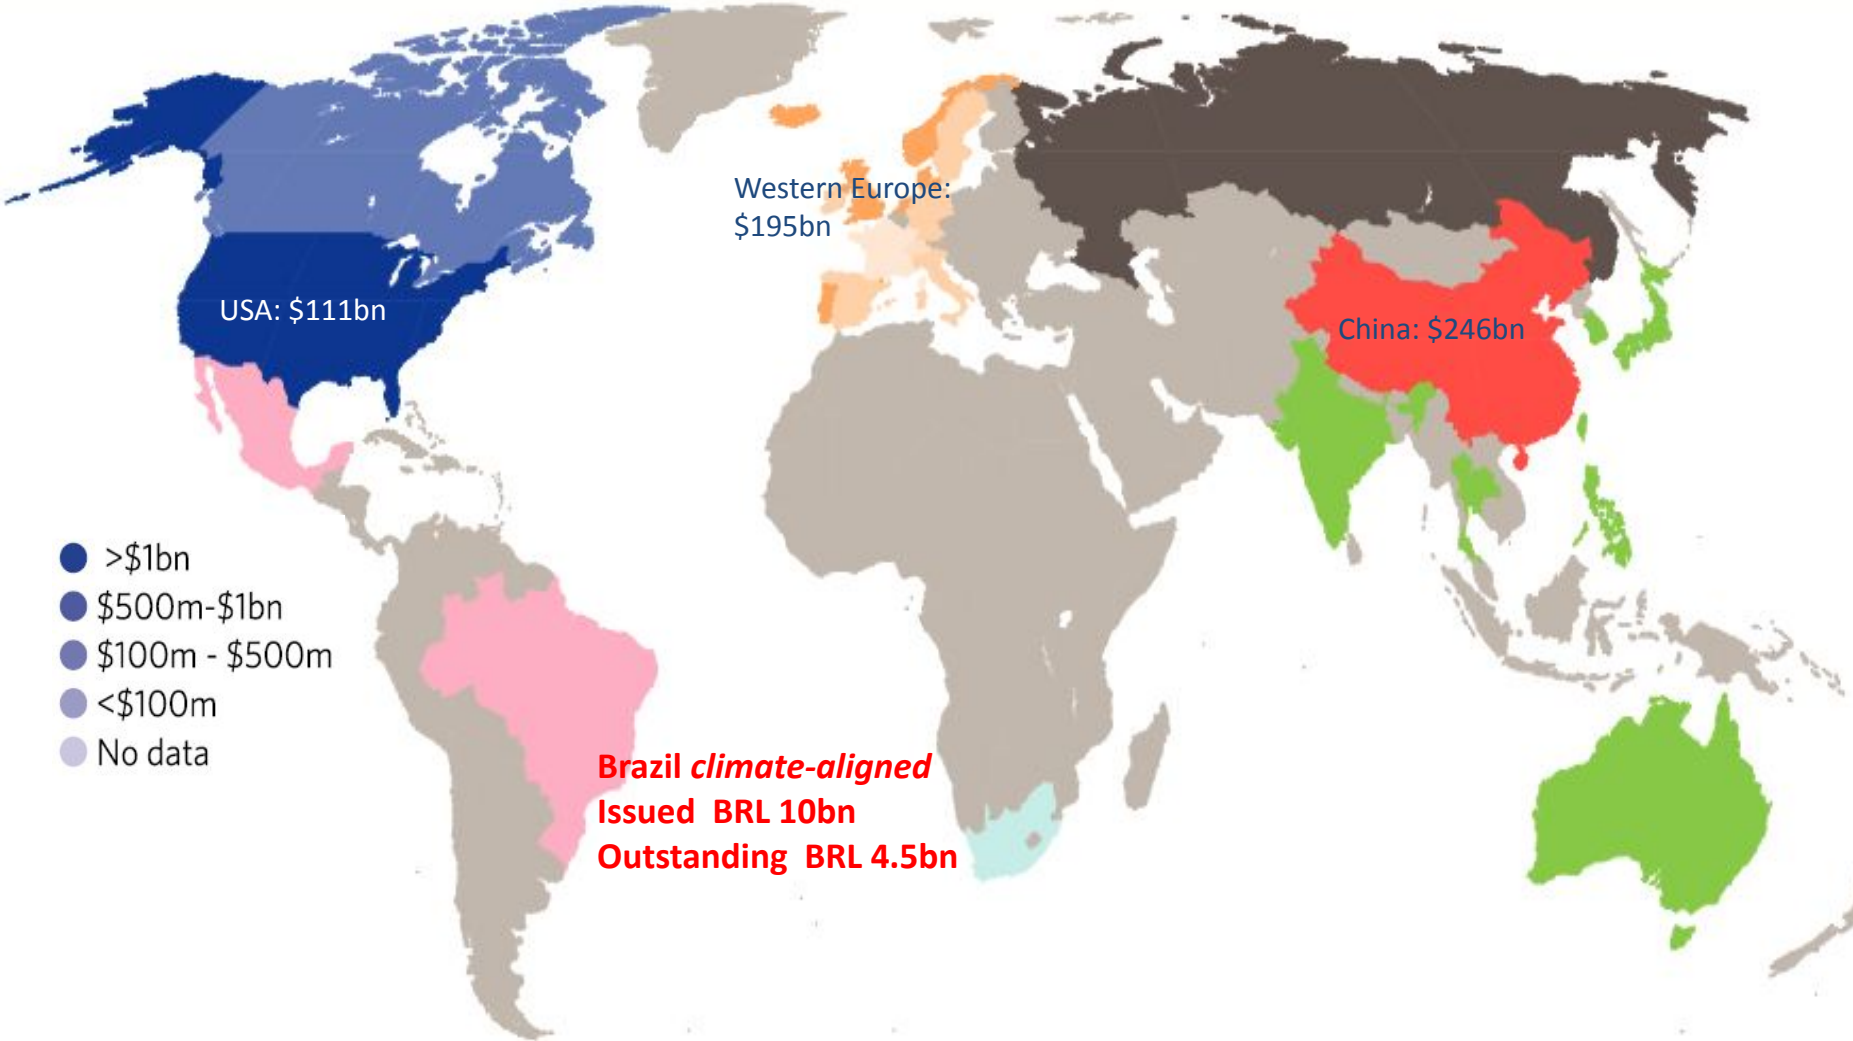 Western Europe:
$195bn
USA: $111bn
China: $246bn
>$1bn
$500m-$1bn
$100m - $500m
<$100m
No data
Brazil climate-aligned
Issued BRL 10bn
Outstanding BRL 4.5bn